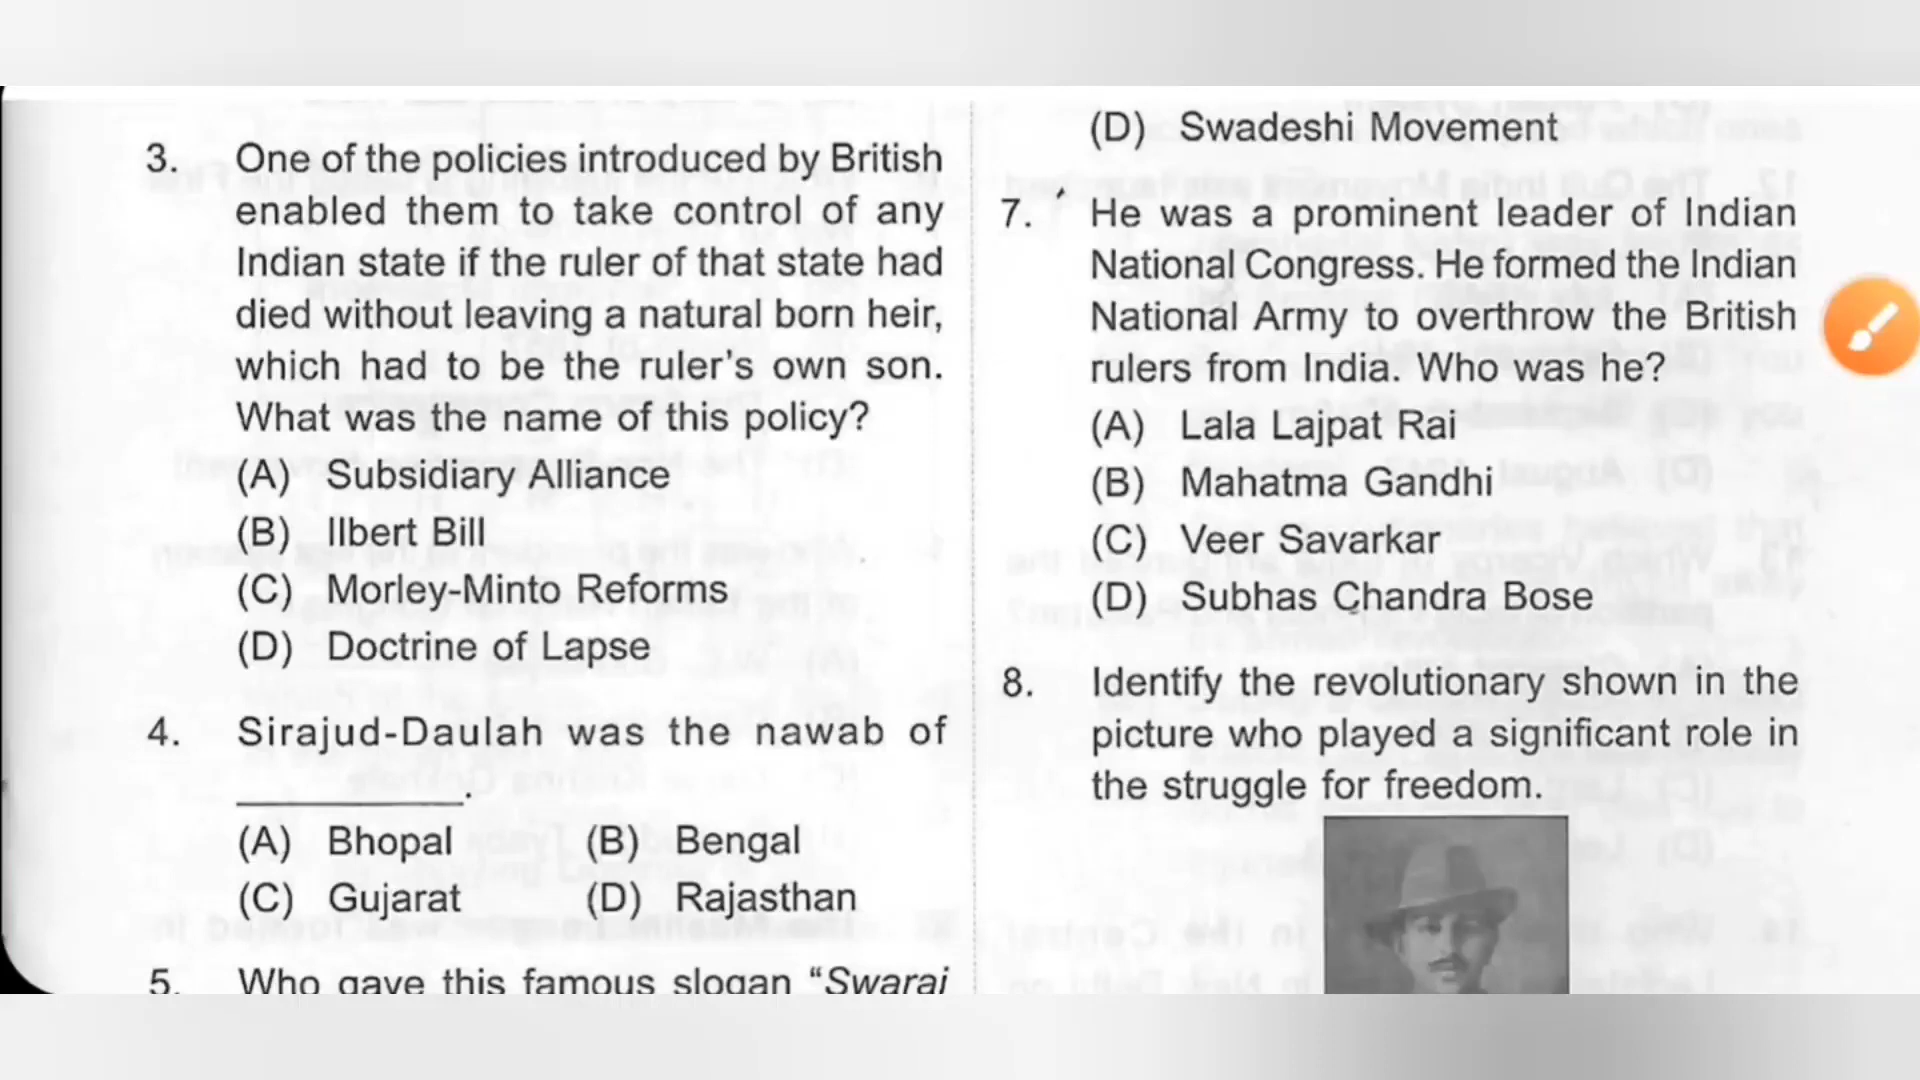 3. One of the policies introduced by British
enabled them to take control of any
Indian state if the ruler of that state had
died without leaving a natural born heir,
which had to be the ruler's own son.
What was the name of this policy?
(A) Subsidiary Alliance
(B) Ilbert Bill
(C) Morley-Minto Reforms
(D) Doctrine of Lapse
4. Sirajud-Daulah was the nawab of
____________.
(A) Bhopal (B) Bengal
(C) Gujarat (D) Rajasthan
5. Who gave this famous slogan “Swaraj
(D) Swadeshi Movement
7. He was a prominent leader of Indian
National Congress. He formed the Indian
National Army to overthrow the British
rulers from India. Who was he?
(A) Lala Lajpat Rai
(B) Mahatma Gandhi
(C) Veer Savarkar
(D) Subhas Chandra Bose
8. Identify the revolutionary shown in the
picture who played a significant role in
the struggle for freedom.